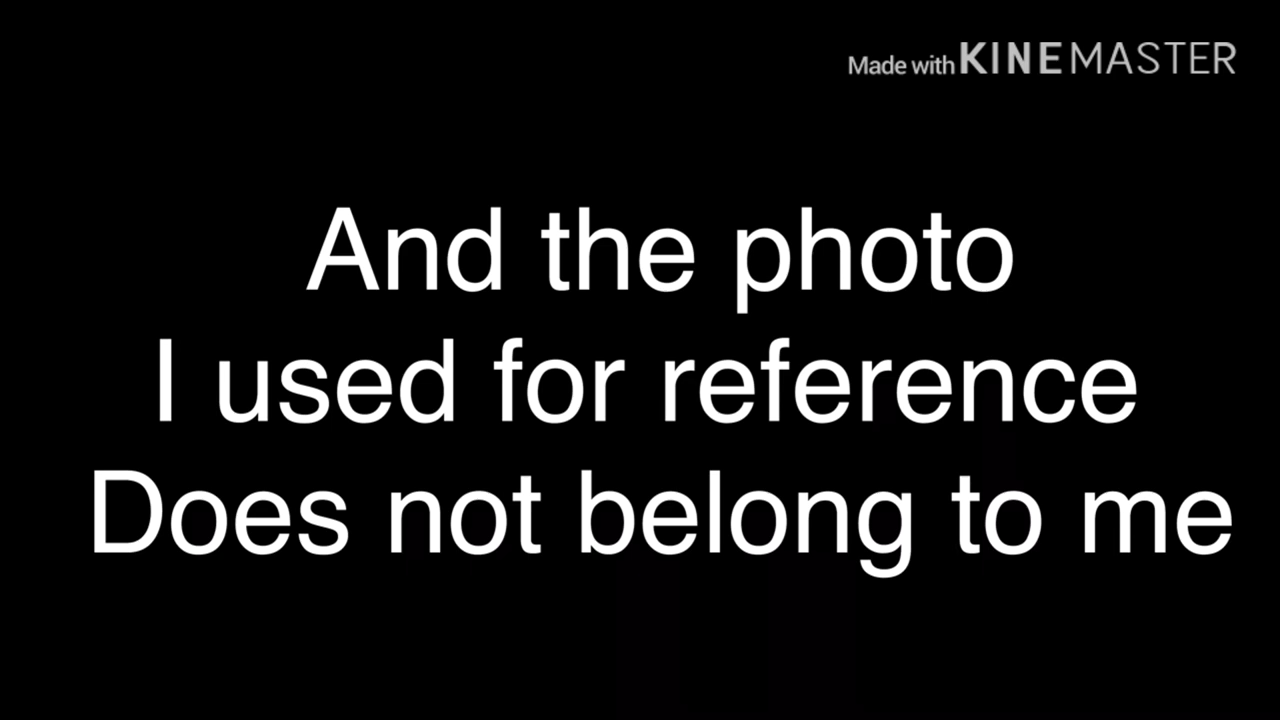 Made with KINEMASTER
And the photo
I used for reference
Does not belong to me